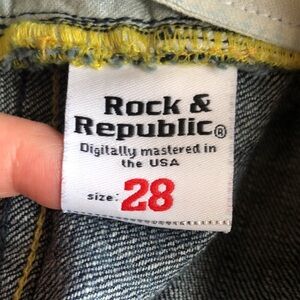 Rock &
Republic®
Digitally mastered in
the USA
size: 28